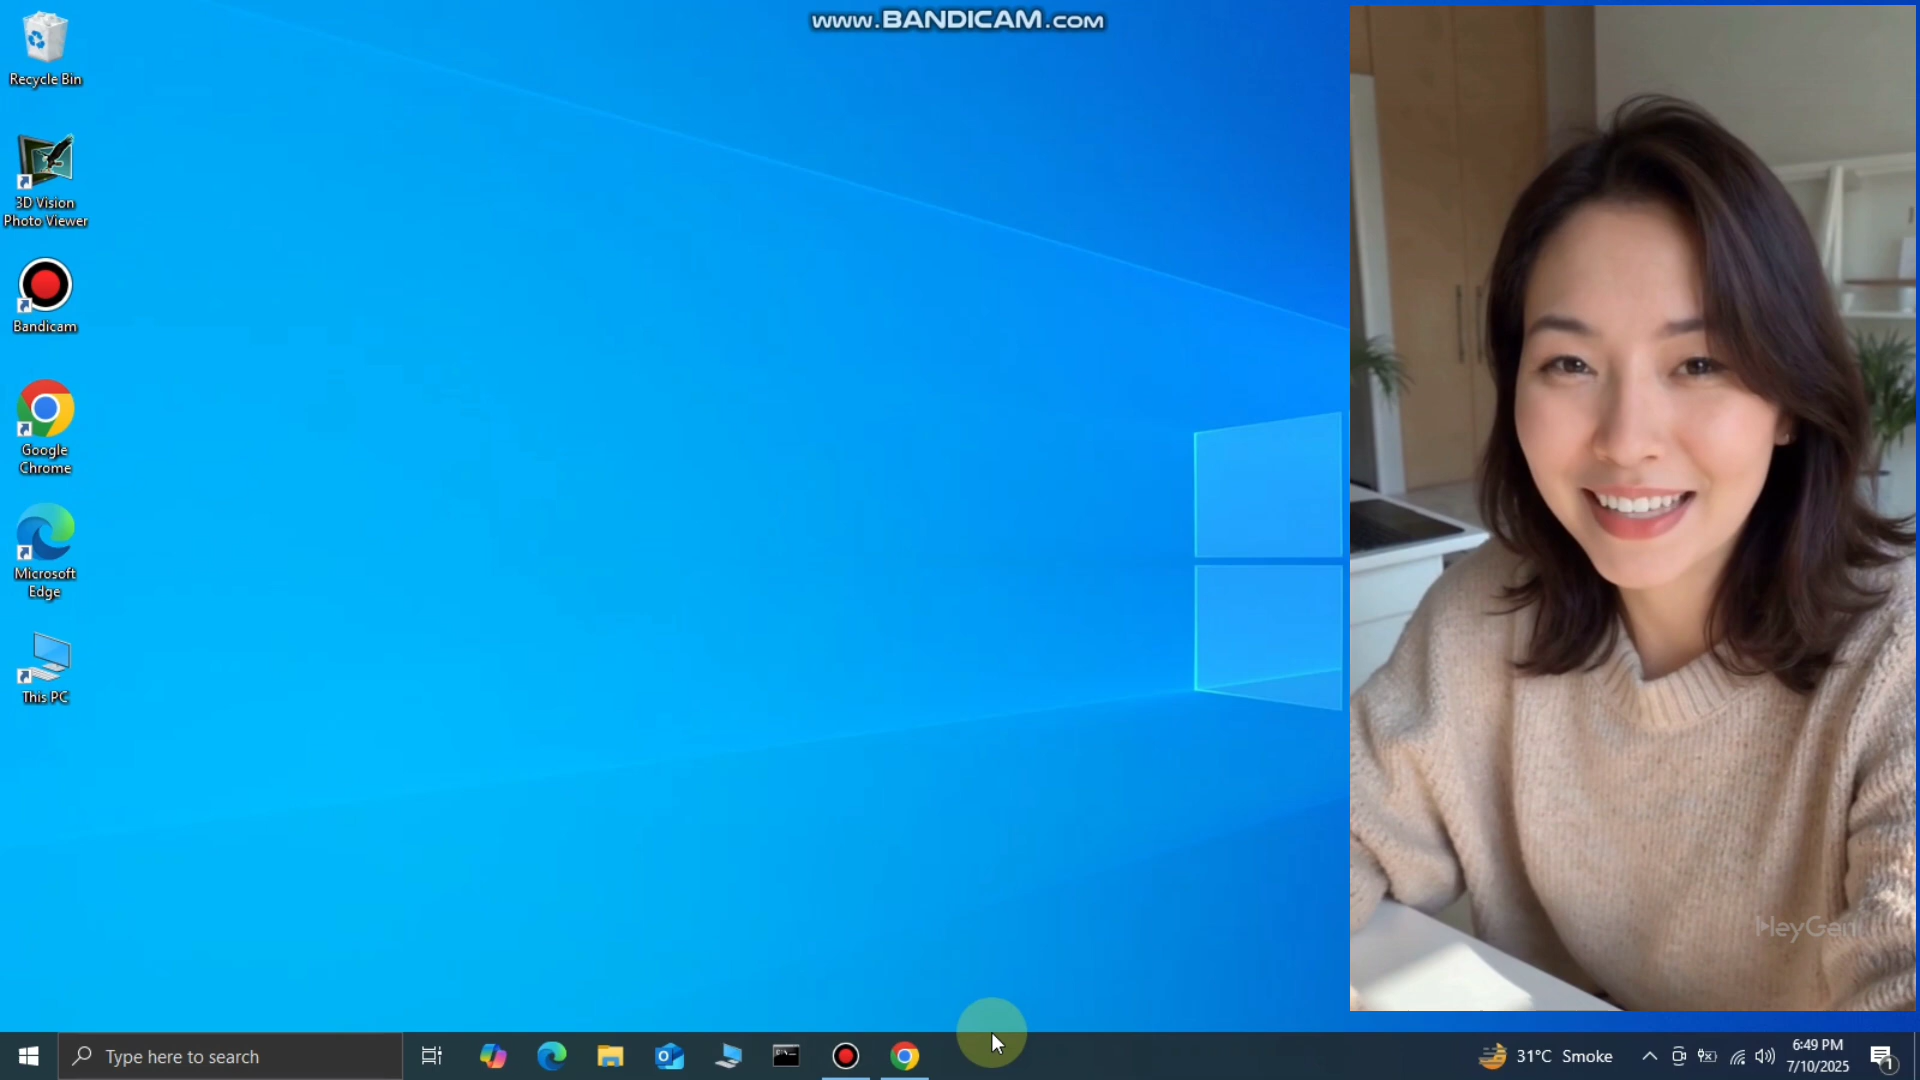 www.BANDICAM.com
Recycle Bin
3D Vision
Photo Viewer
Bandicam
Google
Chrome
Microsoft
Edge
This PC
HeyGen
Type here to search
31°C Smoke
6:49 PM
7/10/2025
1